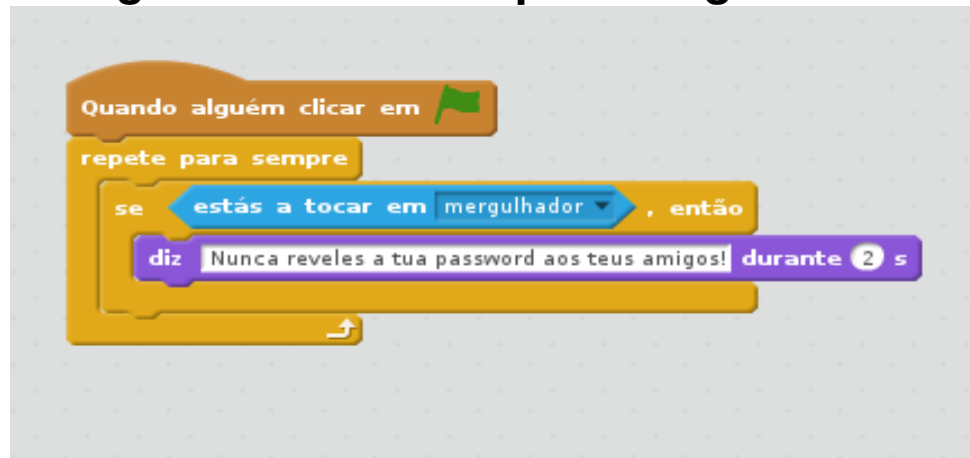 Quando alguém clicar em
repete para sempre
se estás a tocar em mergulhador , então
diz Nunca reveles a tua password aos teus amigos! durante 2 s